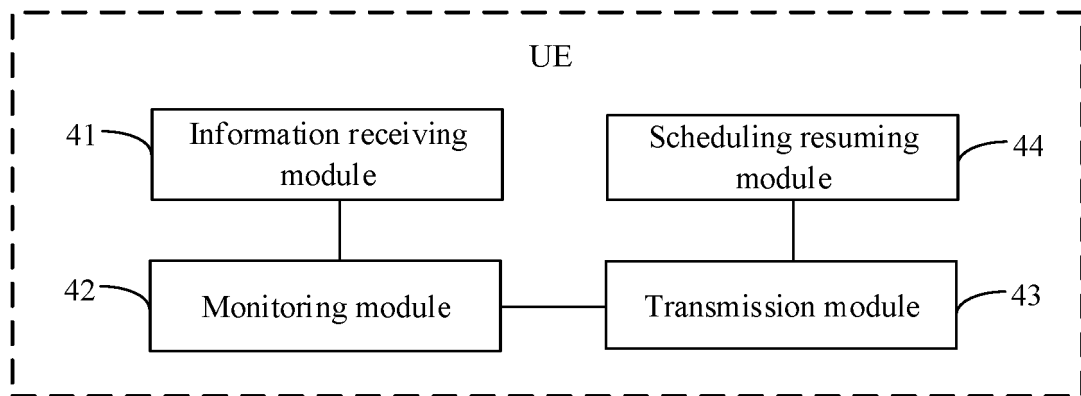 UE
41
Information receiving
module
Scheduling resuming
module
44
42
Monitoring module
Transmission module
43